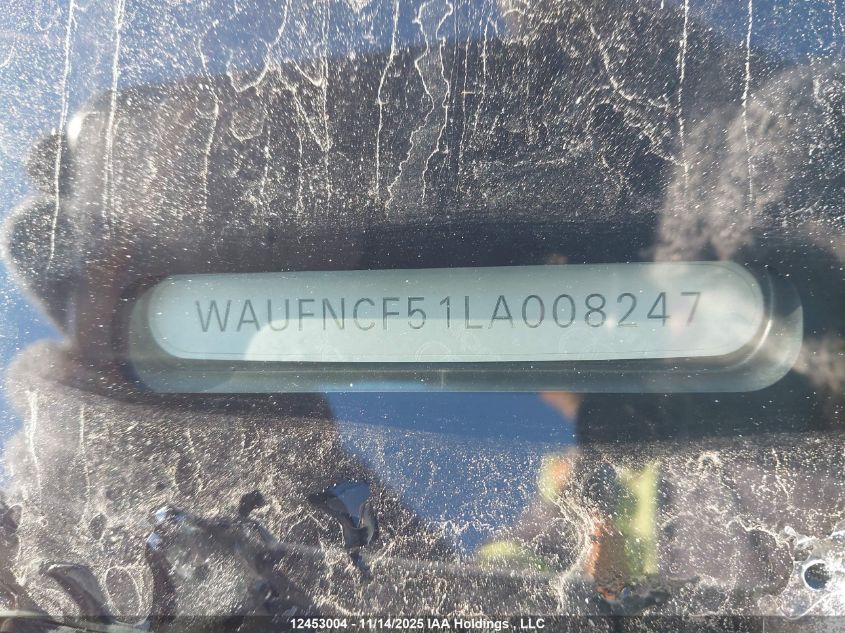 WAUFNCF51LA008247
12453004 - 11/14/2025 IAA Holdings , LLC